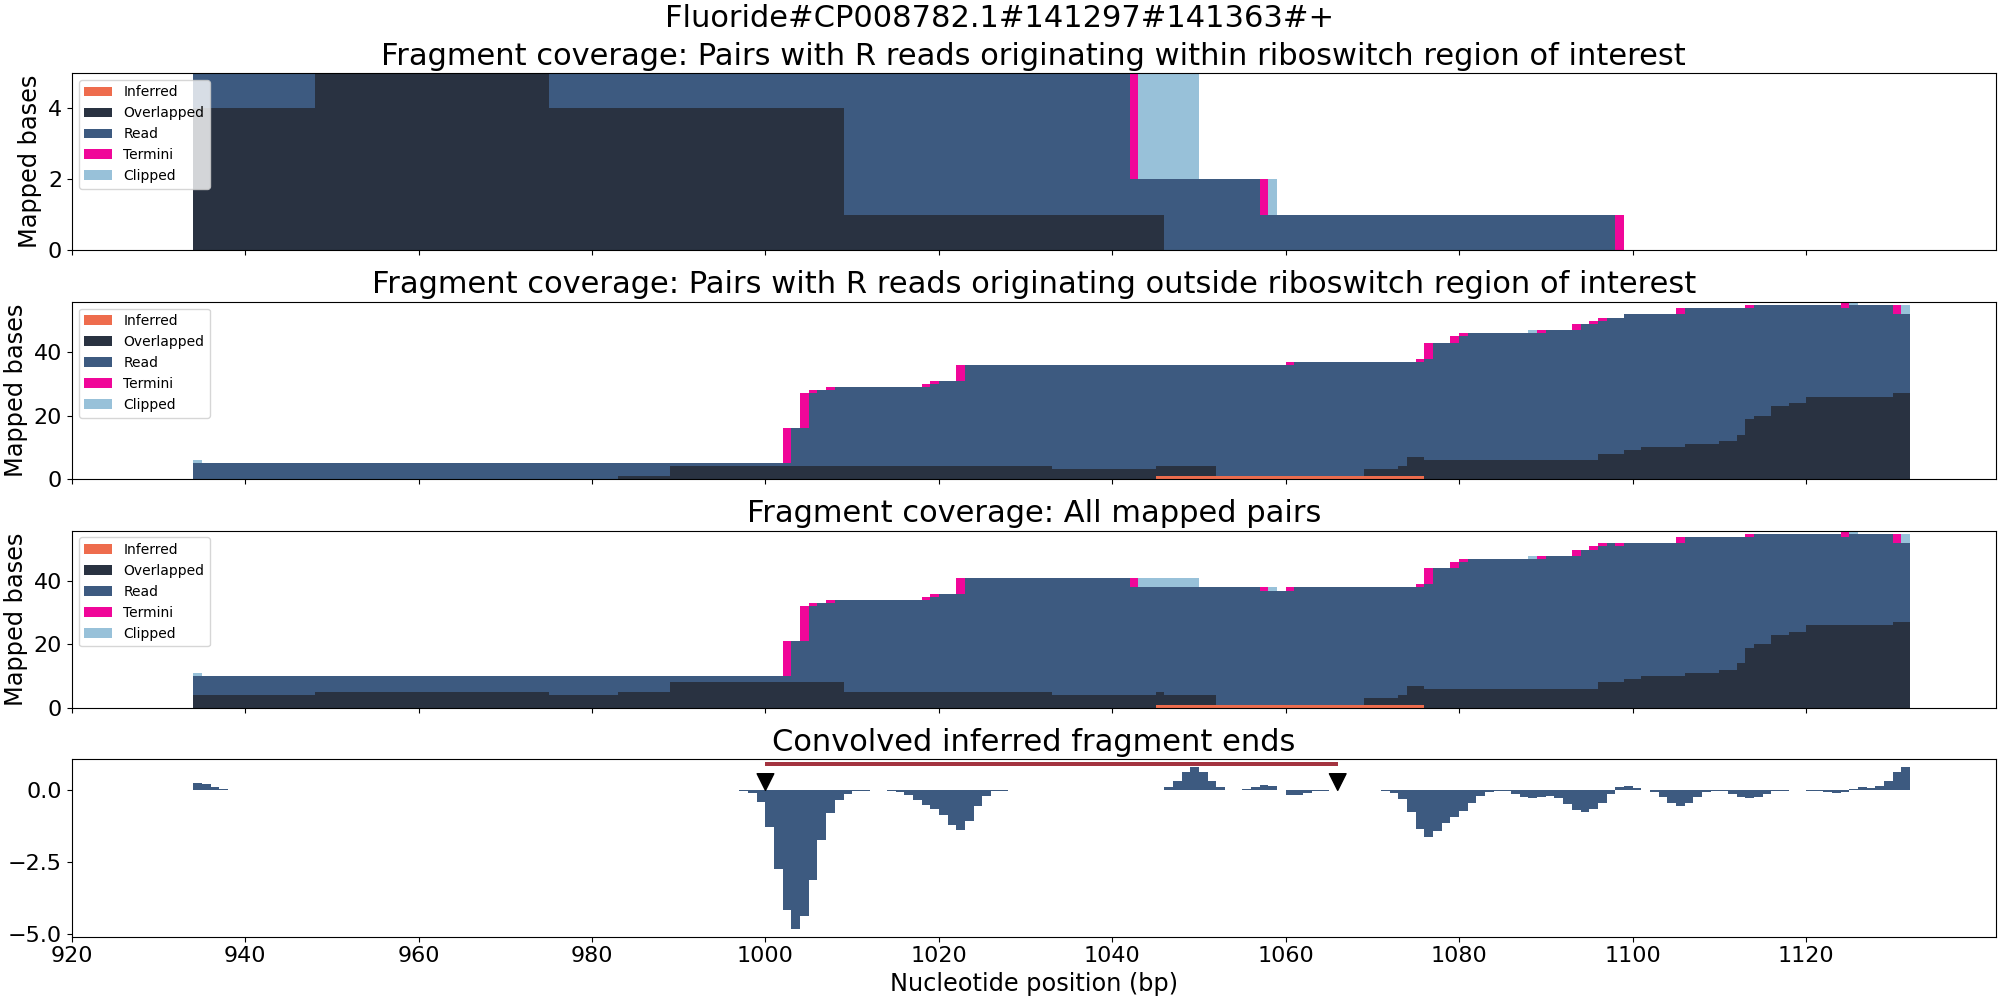 Fluoride#CP008782.1#141297#141363#+
Fragment coverage: Pairs with R reads originating within riboswitch region of interest
Mapped bases
4
2
0
Inferred
Overlapped
Read
Termini
Clipped
Fragment coverage: Pairs with R reads originating outside riboswitch region of interest
Mapped bases
40
20
0
Inferred
Overlapped
Read
Termini
Clipped
Fragment coverage: All mapped pairs
Mapped bases
40
20
0
Inferred
Overlapped
Read
Termini
Clipped
Convolved inferred fragment ends
0.0
−2.5
−5.0
920 940 960 980 1000 1020 1040 1060 1080 1100 1120
Nucleotide position (bp)